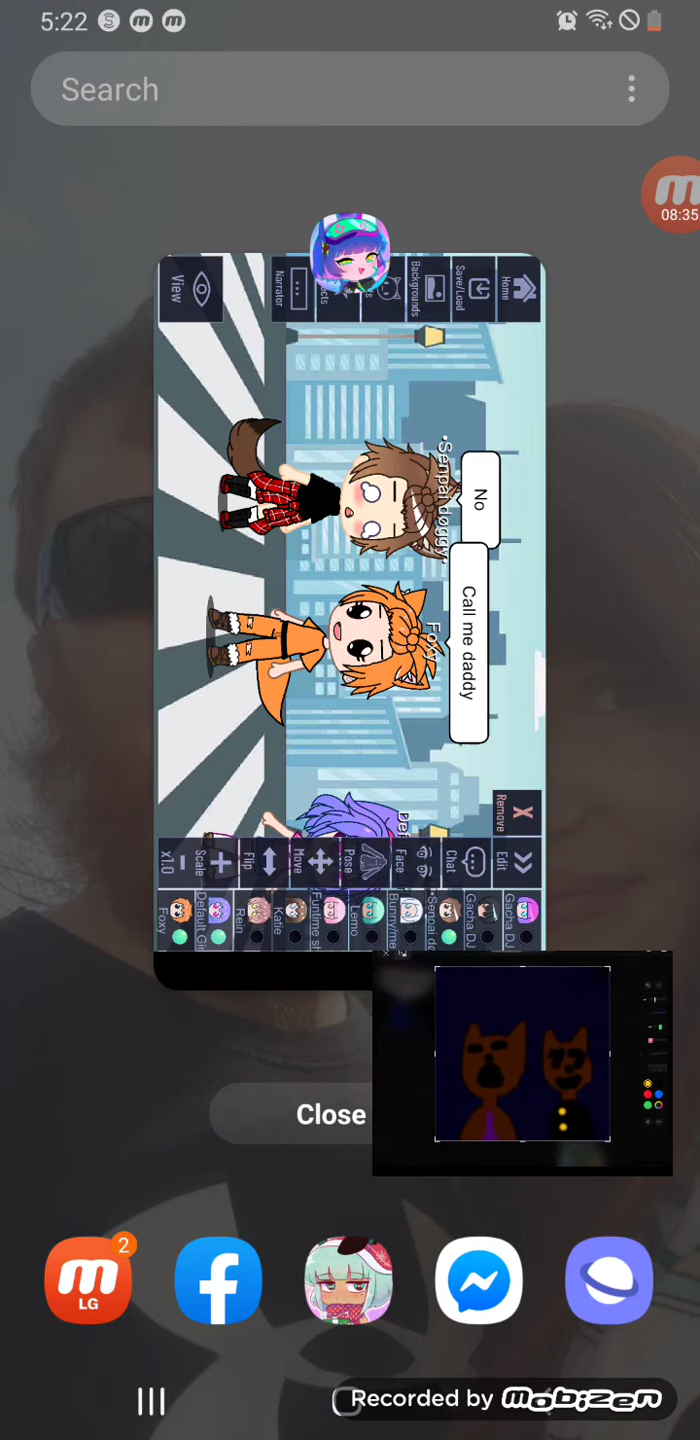 5:22
Search
08:35
Home
Save/Load
Backgrounds
Narrator
View
•Senpai doggy•
No
Foxy
Call me daddy
Remove
Edit
Chat
Face
Pose
Move
Flip
Scale
x1.0
Gacha DJ
Gacha DJ
Lemo
Katie
Rein
Default Gir
Foxy
Close
2
LG
Recorded by mobizen